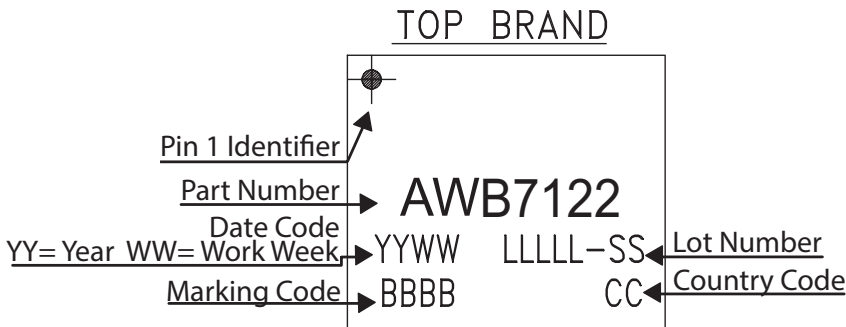 TOP BRAND
Pin 1 Identifier
Part Number AWB7122
Date Code
YY= Year WW= Work Week YYWW LLLLL-SS Lot Number
Marking Code BBBB CC Country Code